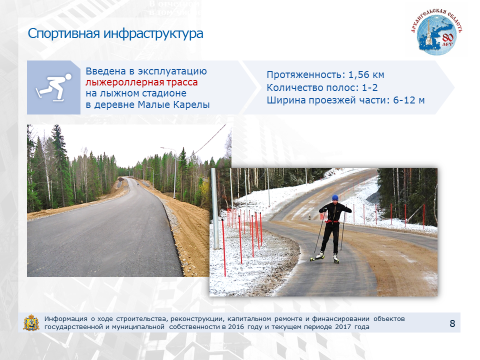 Спортивная инфраструктура
АРХАНГЕЛЬСКАЯ ОБЛАСТЬ
80
ЛЕТ
Введена в эксплуатацию
лыжероллерная трасса
на лыжном стадионе
в деревне Малые Карелы
Протяженность: 1,56 км
Количество полос: 1-2
Ширина проезжей части: 6-12 м
Информация о ходе строительства, реконструкции, капитальном ремонте и финансировании объектов
государственной и муниципальной собственности в 2016 году и текущем периоде 2017 года
8